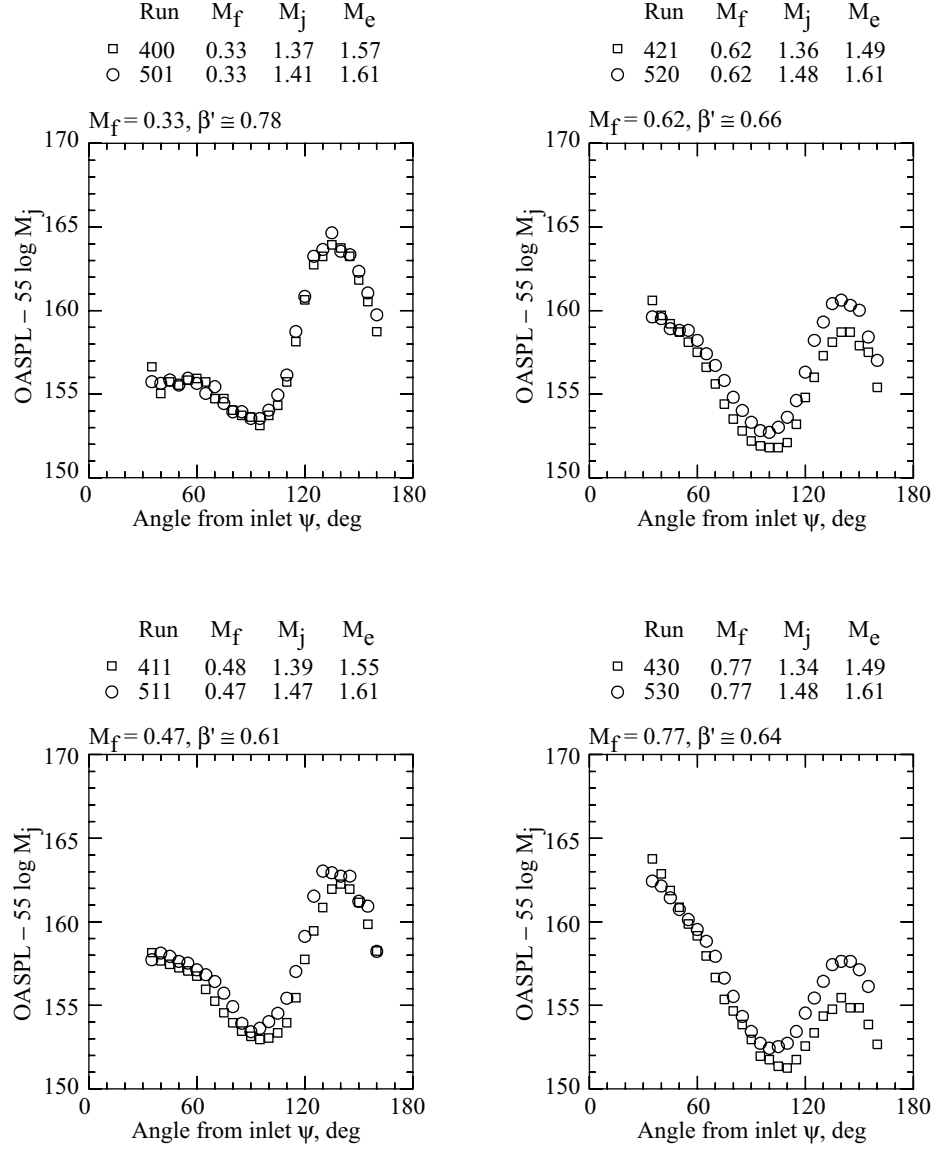 Run M_f M_j M_e
□ 400 0.33 1.37 1.57
○ 501 0.33 1.41 1.61
M_f = 0.33, β' ≅ 0.78
170
165
160
155
150
0 60 120 180
OASPL – 55 log M_j
Angle from inlet ψ, deg
Run M_f M_j M_e
□ 421 0.62 1.36 1.49
○ 520 0.62 1.48 1.61
M_f = 0.62, β' ≅ 0.66
170
165
160
155
150
0 60 120 180
OASPL – 55 log M_j
Angle from inlet ψ, deg
Run M_f M_j M_e
□ 411 0.48 1.39 1.55
○ 511 0.47 1.47 1.61
M_f = 0.47, β' ≅ 0.61
170
165
160
155
150
0 60 120 180
OASPL – 55 log M_j
Angle from inlet ψ, deg
Run M_f M_j M_e
□ 430 0.77 1.34 1.49
○ 530 0.77 1.48 1.61
M_f = 0.77, β' ≅ 0.64
170
165
160
155
150
0 60 120 180
OASPL – 55 log M_j
Angle from inlet ψ, deg